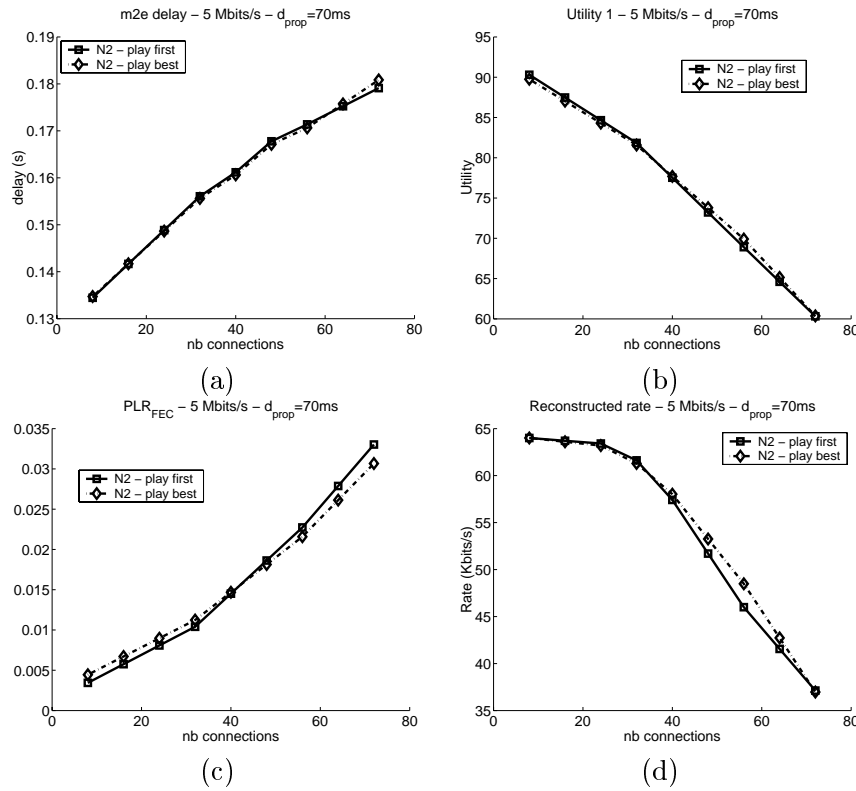 m2e delay – 5 Mbits/s – d_prop=70ms
0.19
0.18
0.17
0.16
0.15
0.14
0.13
delay (s)
N2 – play first
N2 – play best
0
20
40
60
80
nb connections
(a)
Utility 1 – 5 Mbits/s – d_prop=70ms
95
90
85
80
75
70
65
60
Utility
N2 – play first
N2 – play best
0
20
40
60
80
nb connections
(b)
PLR_FEC – 5 Mbits/s – d_prop=70ms
0.035
0.03
0.025
0.02
0.015
0.01
0.005
0
N2 – play first
N2 – play best
0
20
40
60
80
nb connections
(c)
Reconstructed rate – 5 Mbits/s – d_prop=70ms
65
60
55
50
45
40
35
Rate (Kbits/s)
N2 – play first
N2 – play best
0
20
40
60
80
nb connections
(d)